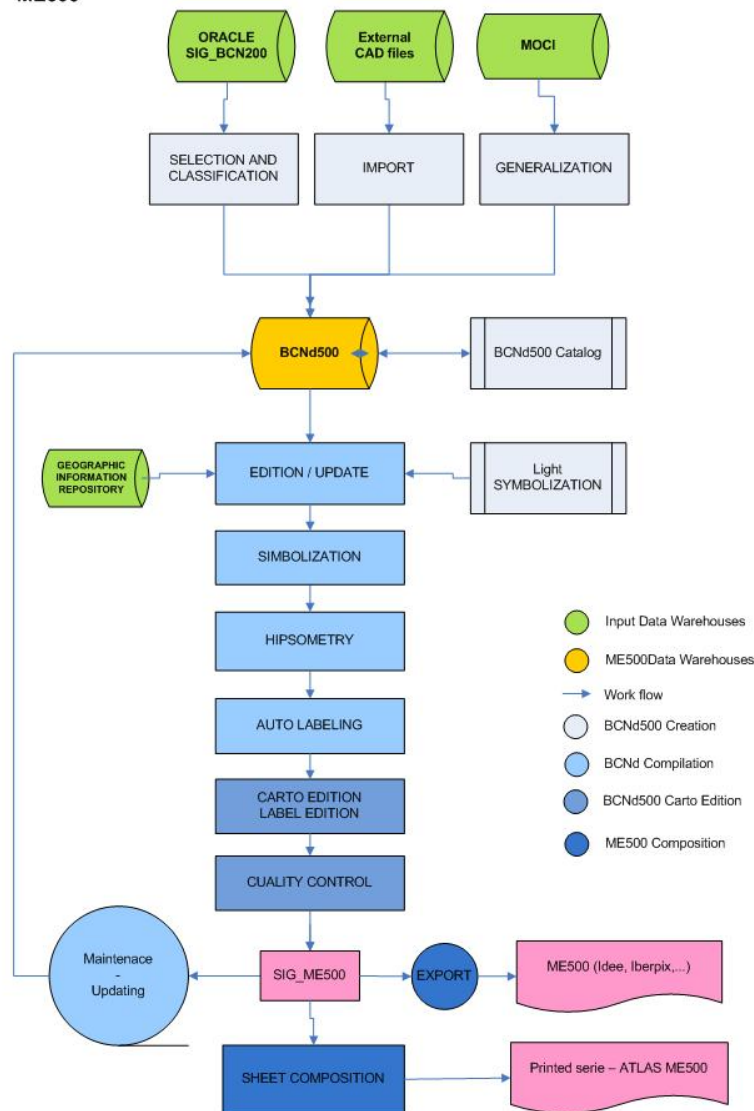 ME500
ORACLE
SIG_BCN200
External
CAD files
MOCI
SELECTION AND
CLASSIFICATION
IMPORT
GENERALIZATION
BCNd500
BCNd500 Catalog
GEOGRAPHIC
INFORMATION
REPOSITORY
EDITION / UPDATE
Light
SYMBOLIZATION
SIMBOLIZATION
HIPSOMETRY
AUTO LABELING
CARTO EDITION
LABEL EDITION
CUALITY CONTROL
Input Data Warehouses
ME500Data Warehouses
Work flow
BCNd500 Creation
BCNd Compilation
BCNd500 Carto Edition
ME500 Composition
Maintenace
-
Updating
SIG_ME500
EXPORT
ME500 (Idee, Iberpix,...)
SHEET COMPOSITION
Printed serie – ATLAS ME500